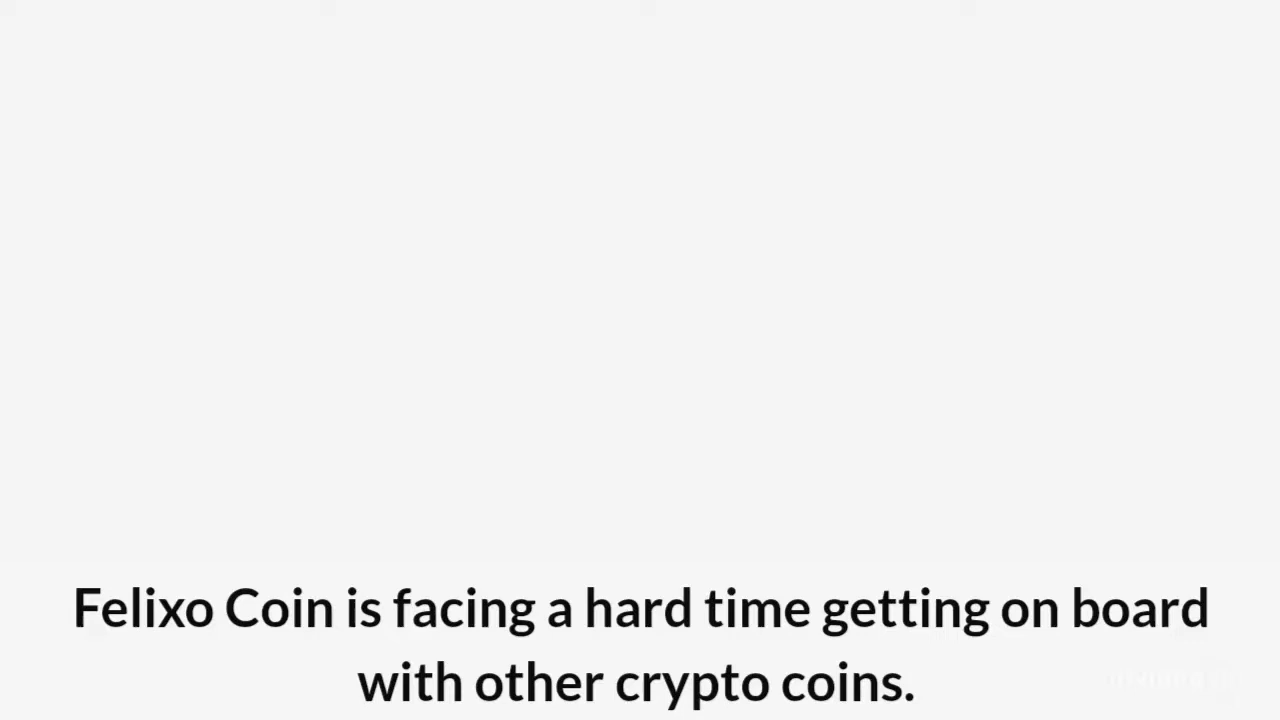 Felixo Coin is facing a hard time getting on board
with other crypto coins.